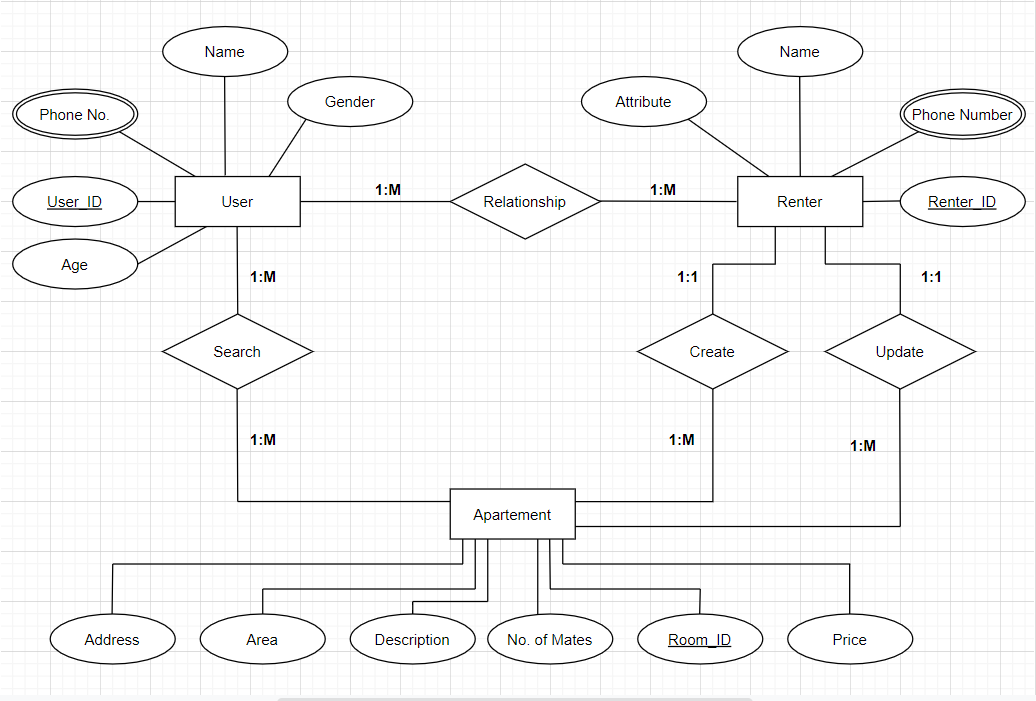 Name
Name
Gender
Attribute
Phone No.
Phone Number
1:M
1:M
User_ID
User
Relationship
Renter
Renter_ID
Age
1:M
1:1
1:1
Search
Create
Update
1:M
1:M
1:M
Apartement
Address
Area
Description
No. of Mates
Room_ID
Price